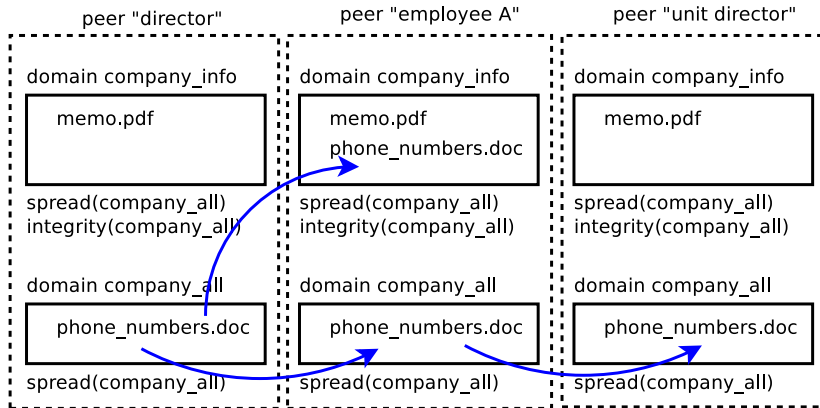 peer "director"
domain company_info
memo.pdf
spread(company_all)
integrity(company_all)
domain company_all
phone_numbers.doc
spread(company_all)
peer "employee A"
domain company_info
memo.pdf
phone_numbers.doc
spread(company_all)
integrity(company_all)
domain company_all
phone_numbers.doc
spread(company_all)
peer "unit director"
domain company_info
memo.pdf
spread(company_all)
integrity(company_all)
domain company_all
phone_numbers.doc
spread(company_all)